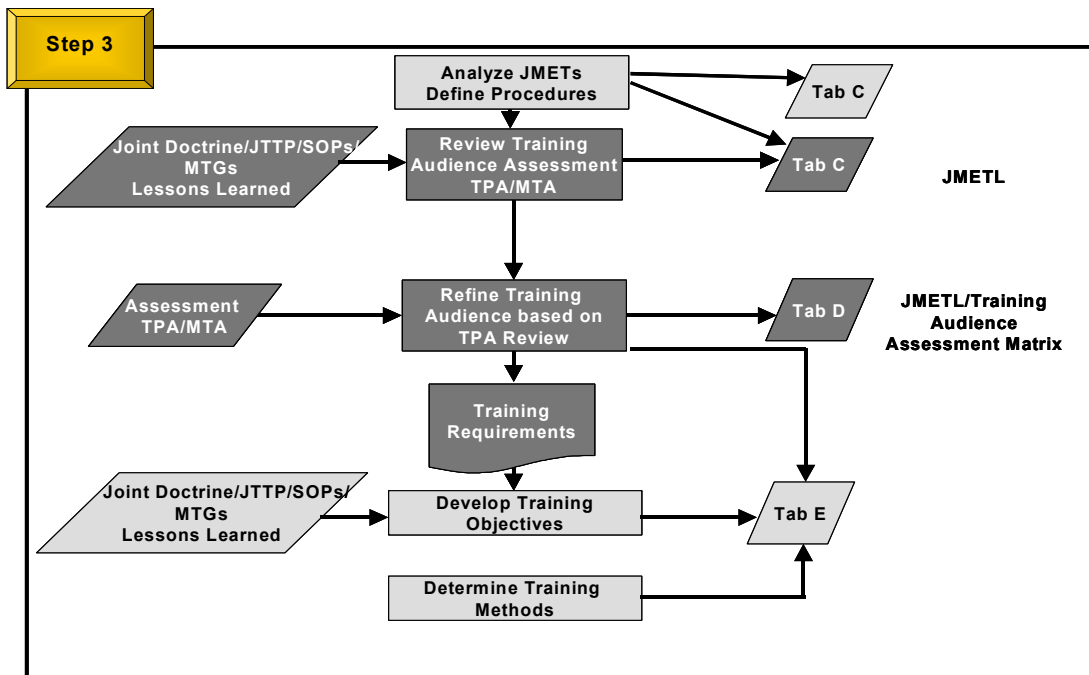 Step 3
Analyze JMETs
Define Procedures
Tab C
Joint Doctrine/JTTP/SOPs/
MTGs
Lessons Learned
Review Training
Audience Assessment
TPA/MTA
Tab C
JMETL
Assessment
TPA/MTA
Refine Training
Audience based on
TPA Review
Tab D
JMETL/Training
Audience
Assessment Matrix
Training
Requirements
Joint Doctrine/JTTP/SOPs/
MTGs
Lessons Learned
Develop Training
Objectives
Tab E
Determine Training
Methods